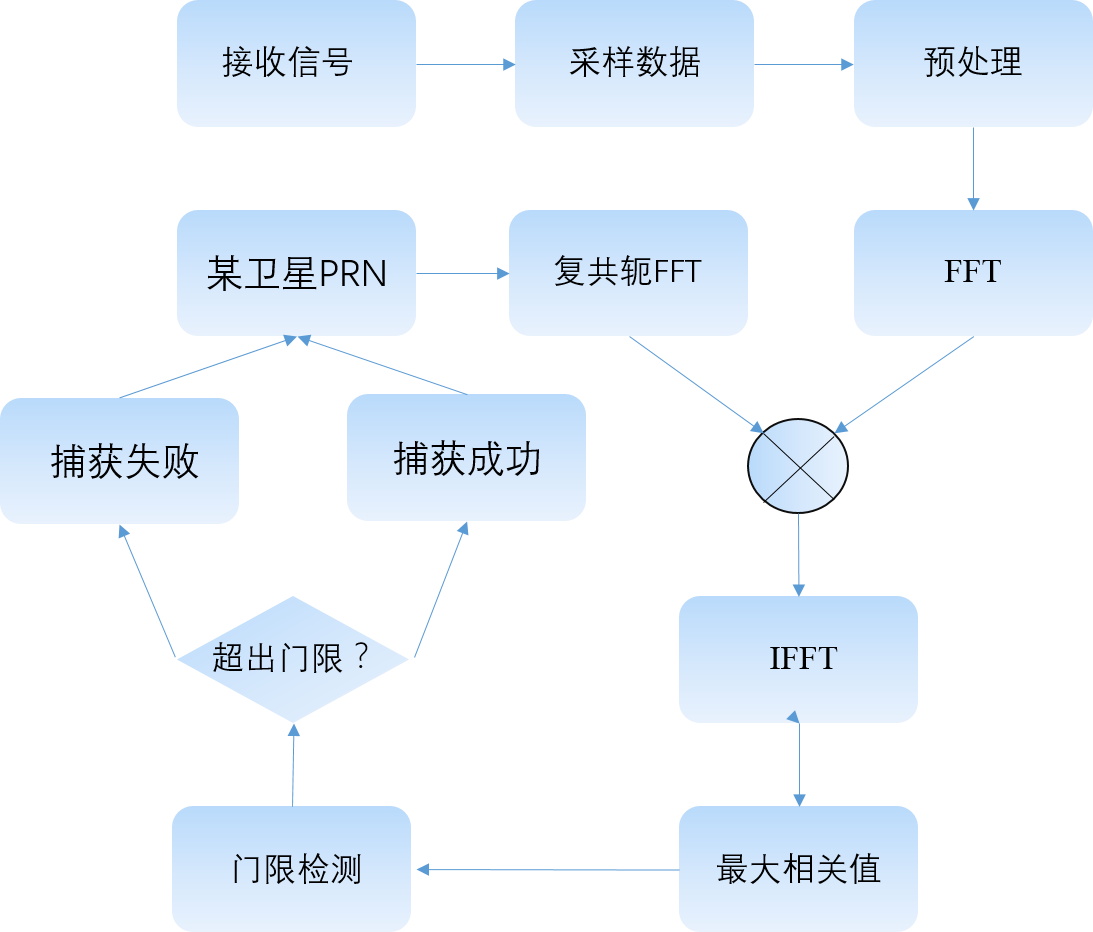 接收信号
采样数据
预处理
某卫星PRN
复共轭FFT
FFT
捕获失败
捕获成功
超出门限？
IFFT
门限检测
最大相关值